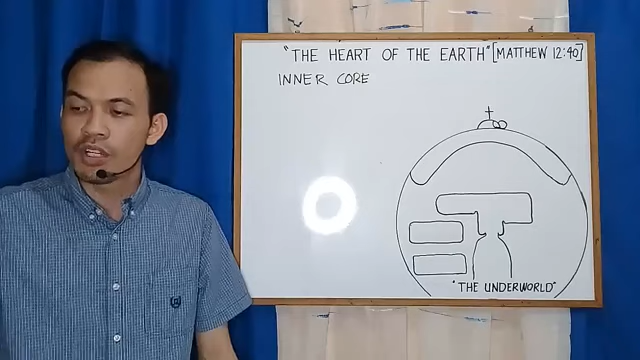 "THE HEART OF THE EARTH" [MATTHEW 12:40]
INNER CORE
"THE UNDERWORLD"